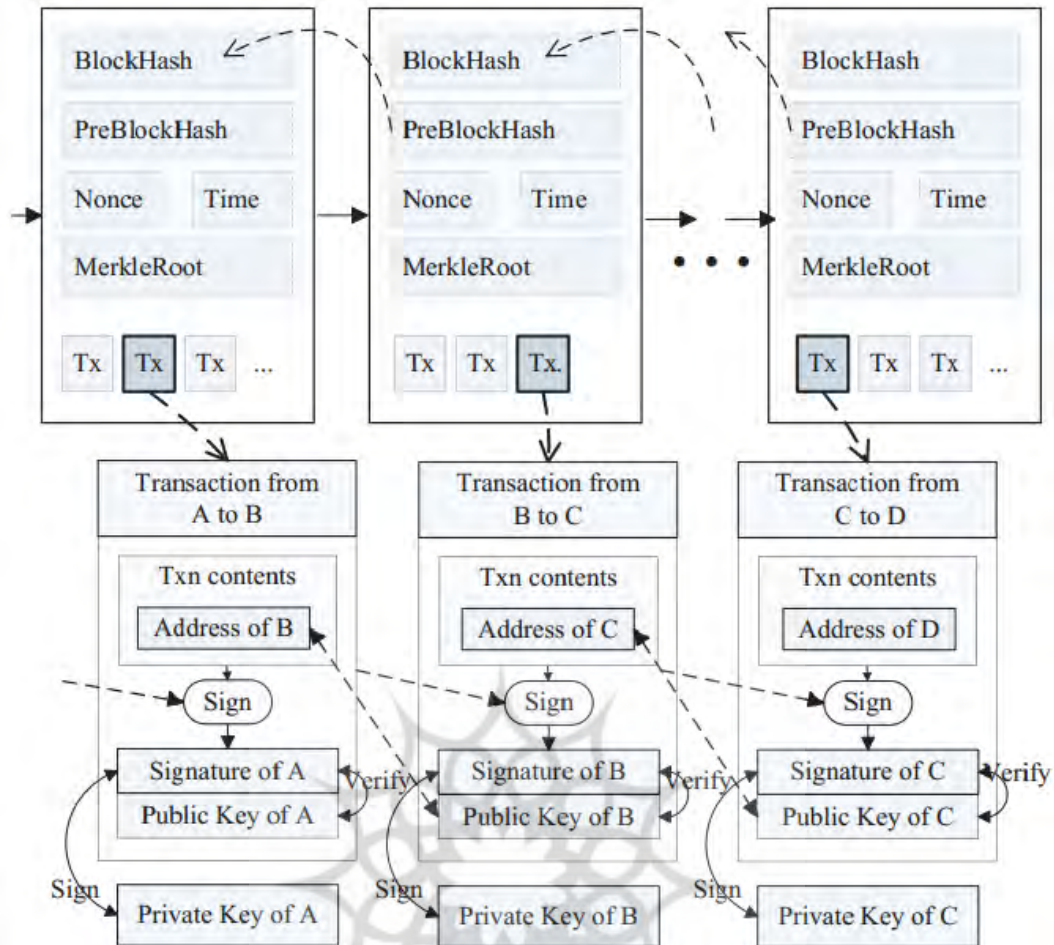 BlockHash
PreBlockHash
Nonce Time
MerkleRoot
Tx Tx Tx ...
BlockHash
PreBlockHash
Nonce Time
MerkleRoot
Tx Tx Tx.
BlockHash
PreBlockHash
Nonce Time
MerkleRoot
Tx Tx Tx ...
Transaction from
A to B
Txn contents
Address of B
Sign
Signature of A
Verify
Public Key of A
Sign
Private Key of A
Transaction from
B to C
Txn contents
Address of C
Sign
Signature of B
Verify
Public Key of B
Sign
Private Key of B
Transaction from
C to D
Txn contents
Address of D
Sign
Signature of C
Verify
Public Key of C
Sign
Private Key of C